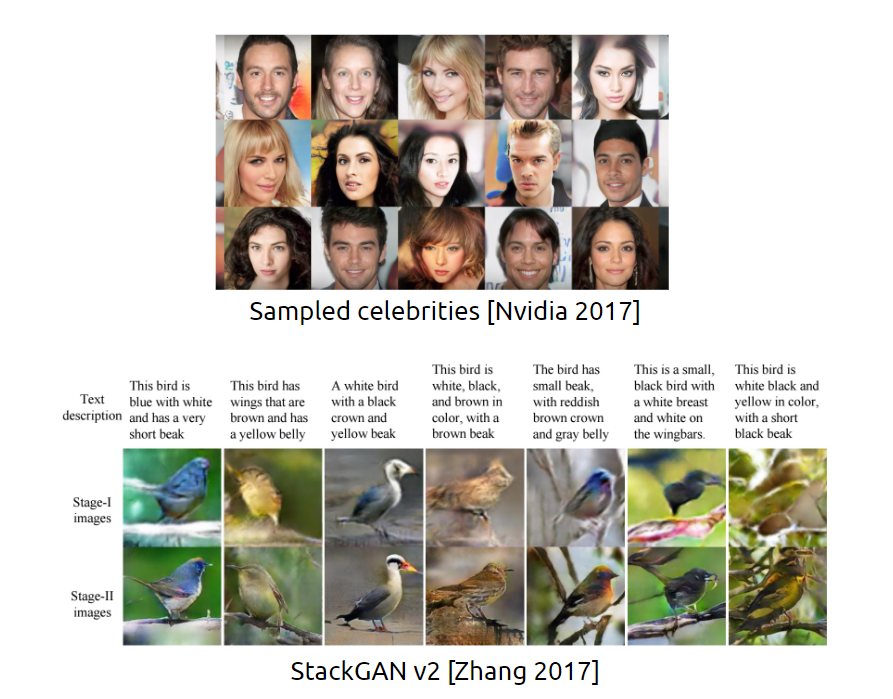 Sampled celebrities [Nvidia 2017]
Text
description
This bird is
blue with white
and has a very
short beak
This bird has
wings that are
brown and has
a yellow belly
A white bird
with a black
crown and
yellow beak
This bird is
white, black,
and brown in
color, with a
brown beak
The bird has
small beak,
with reddish
brown crown
and gray belly
This is a small,
black bird with
a white breast
and white on
the wingbars.
This bird is
white black and
yellow in color,
with a short
black beak
Stage-I
images
Stage-II
images
StackGAN v2 [Zhang 2017]